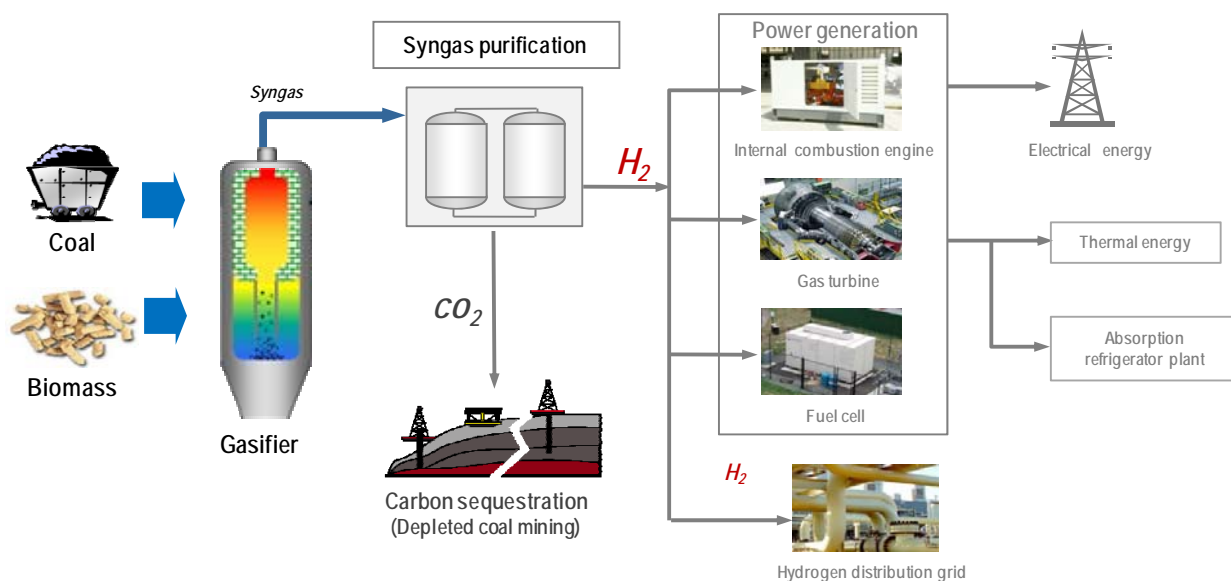 Syngas purification
Power generation
Syngas
Internal combustion engine
Electrical energy
H2
Coal
Gas turbine
Thermal energy
CO2
Biomass
Absorption
refrigerator plant
Fuel cell
Gasifier
H2
Carbon sequestration
(Depleted coal mining)
Hydrogen distribution grid